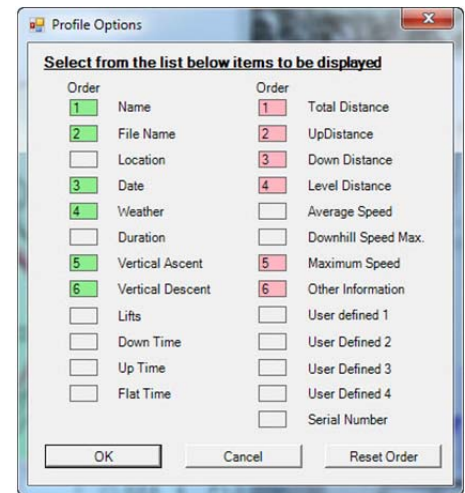 Profile Options
Select from the list below items to be displayed
Order Order
1 Name 1 Total Distance
2 File Name 2 UpDistance
Location 3 Down Distance
3 Date 4 Level Distance
4 Weather Average Speed
Duration Downhill Speed Max.
5 Vertical Ascent 5 Maximum Speed
6 Vertical Descent 6 Other Information
Lifts User defined 1
Down Time User Defined 2
Up Time User Defined 3
Flat Time User Defined 4
Serial Number
OK Cancel Reset Order